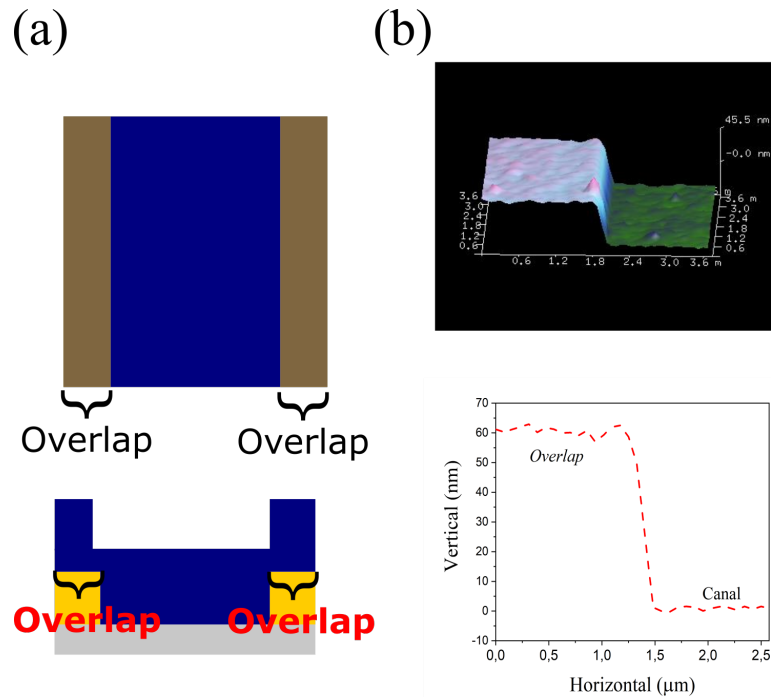 (a)
Overlap Overlap
Overlap Overlap
(b)
45.5 nm
-0.0 nm
3.6
3.0
2.4
1.8
1.2
0.6
3.6 m
3.0
2.4
1.8
1.2
0.6
0.6 1.2 1.8 2.4 3.0 3.6 m
Vertical (nm)
70
60
50
40
30
20
10
0
-10
Overlap
Canal
0,0 0,5 1,0 1,5 2,0 2,5
Horizontal (µm)